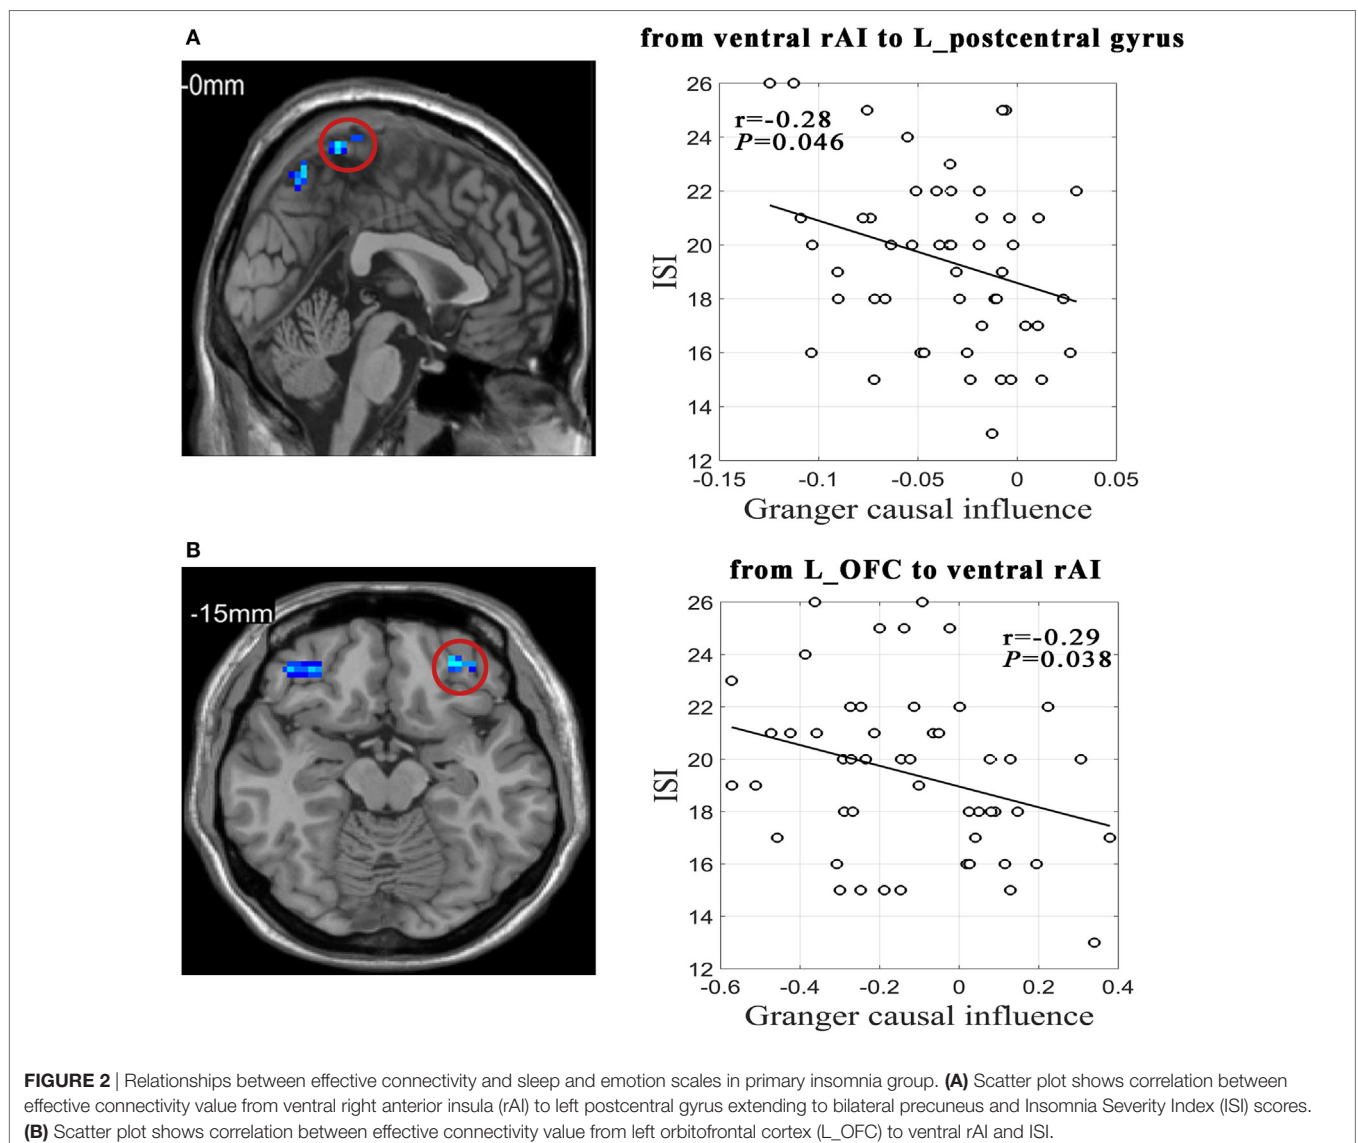 A
from ventral rAI to L_postcentral gyrus
-0mm
r=-0.28
P=0.046
26
24
22
20
18
16
14
12
ISI
-0.15 -0.1 -0.05 0 0.05
Granger causal influence
B
from L_OFC to ventral rAI
-15mm
r=-0.29
P=0.038
26
24
22
20
18
16
14
12
ISI
-0.6 -0.4 -0.2 0 0.2 0.4
Granger causal influence
FIGURE 2 | Relationships between effective connectivity and sleep and emotion scales in primary insomnia group. (A) Scatter plot shows correlation between
effective connectivity value from ventral right anterior insula (rAI) to left postcentral gyrus extending to bilateral precuneus and Insomnia Severity Index (ISI) scores.
(B) Scatter plot shows correlation between effective connectivity value from left orbitofrontal cortex (L_OFC) to ventral rAI and ISI.